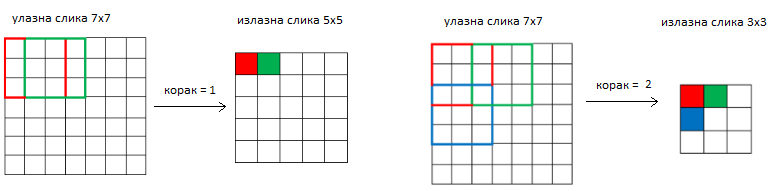 улазна слика 7x7
излазна слика 5x5
корак = 1
улазна слика 7x7
излазна слика 3x3
корак = 2